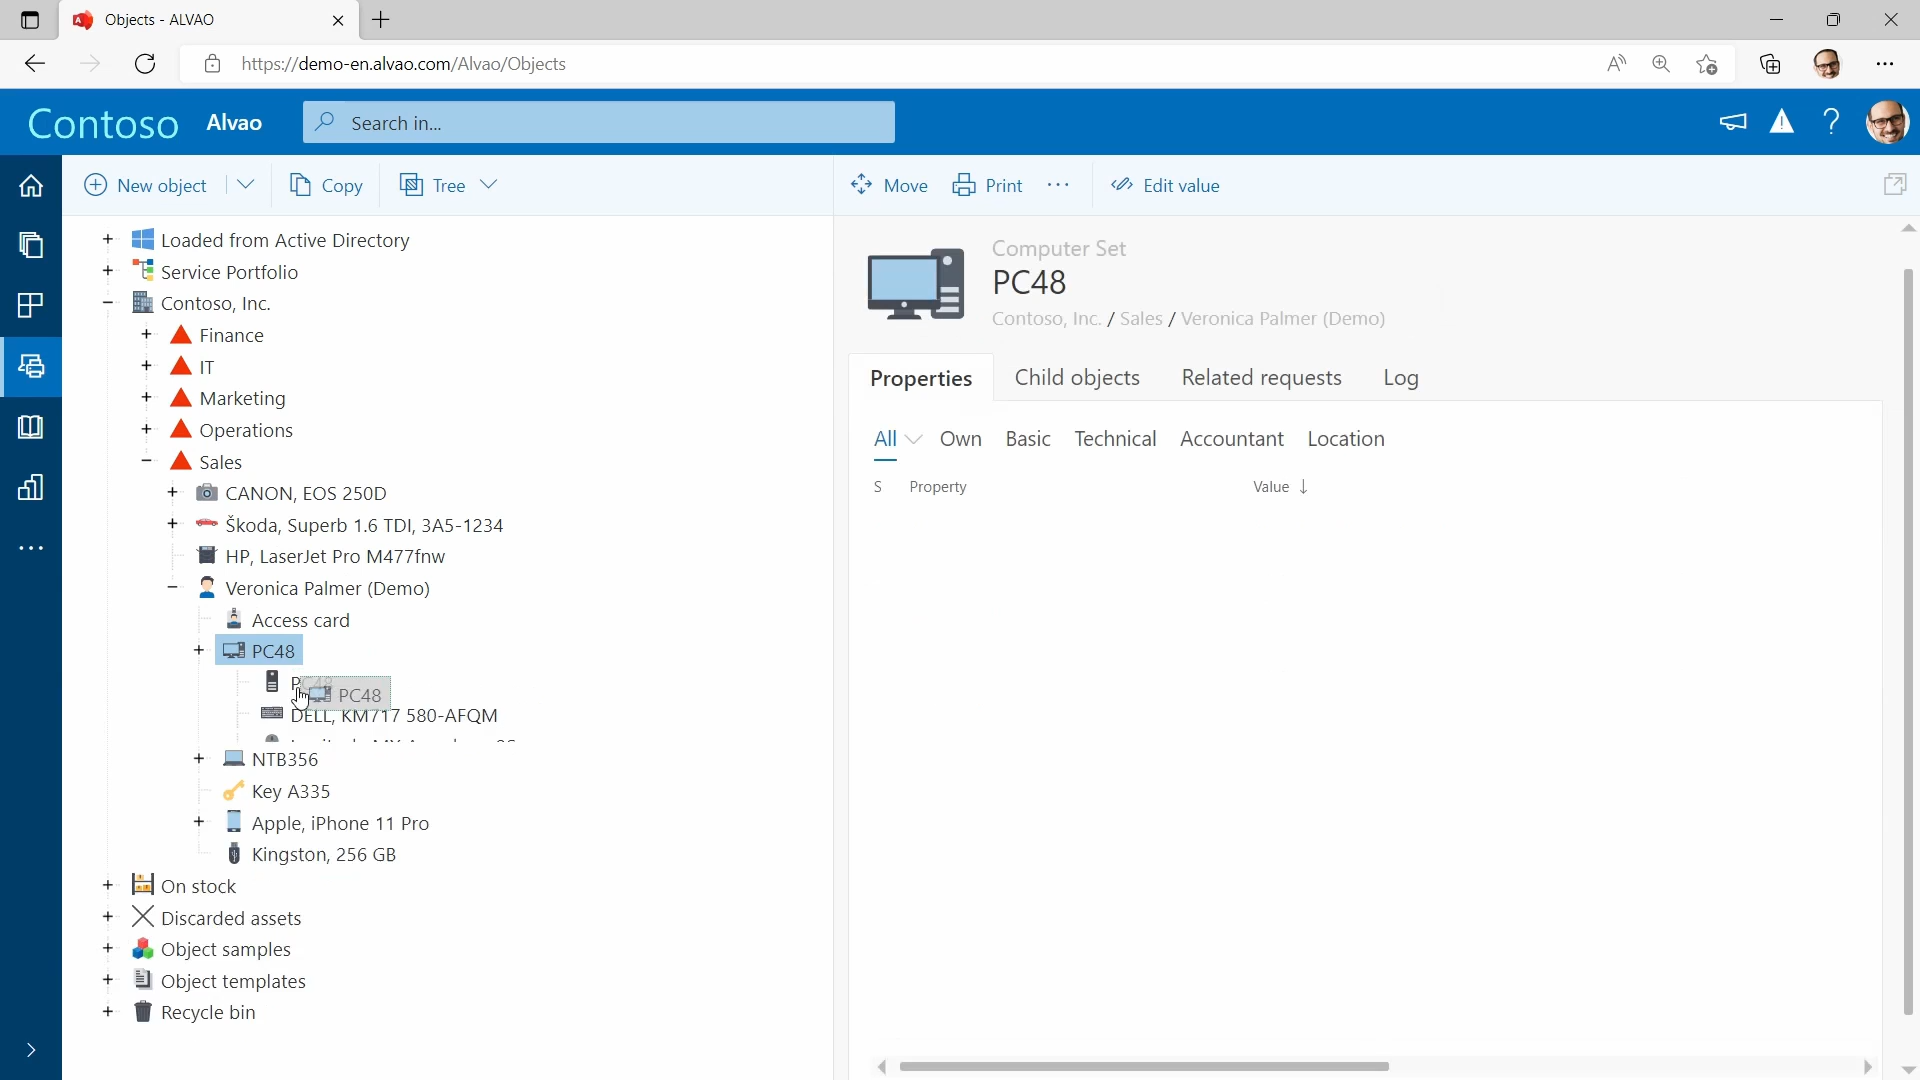 Objects - ALVAO
https://demo-en.alvao.com/Alvao/Objects
Contoso Alvao Search in...
New object Copy Tree Move Print Edit value
Loaded from Active Directory
Service Portfolio
Contoso, Inc.
Finance
IT
Marketing
Operations
Sales
CANON, EOS 250D
Škoda, Superb 1.6 TDI, 3A5-1234
HP, LaserJet Pro M477fnw
Veronica Palmer (Demo)
Access card
PC48
PC48
DELL, KM717 580-AFQM
NTB356
Key A335
Apple, iPhone 11 Pro
Kingston, 256 GB
On stock
Discarded assets
Object samples
Object templates
Recycle bin
Computer Set
PC48
Contoso, Inc. / Sales / Veronica Palmer (Demo)
Properties Child objects Related requests Log
All Own Basic Technical Accountant Location
S Property Value ↓